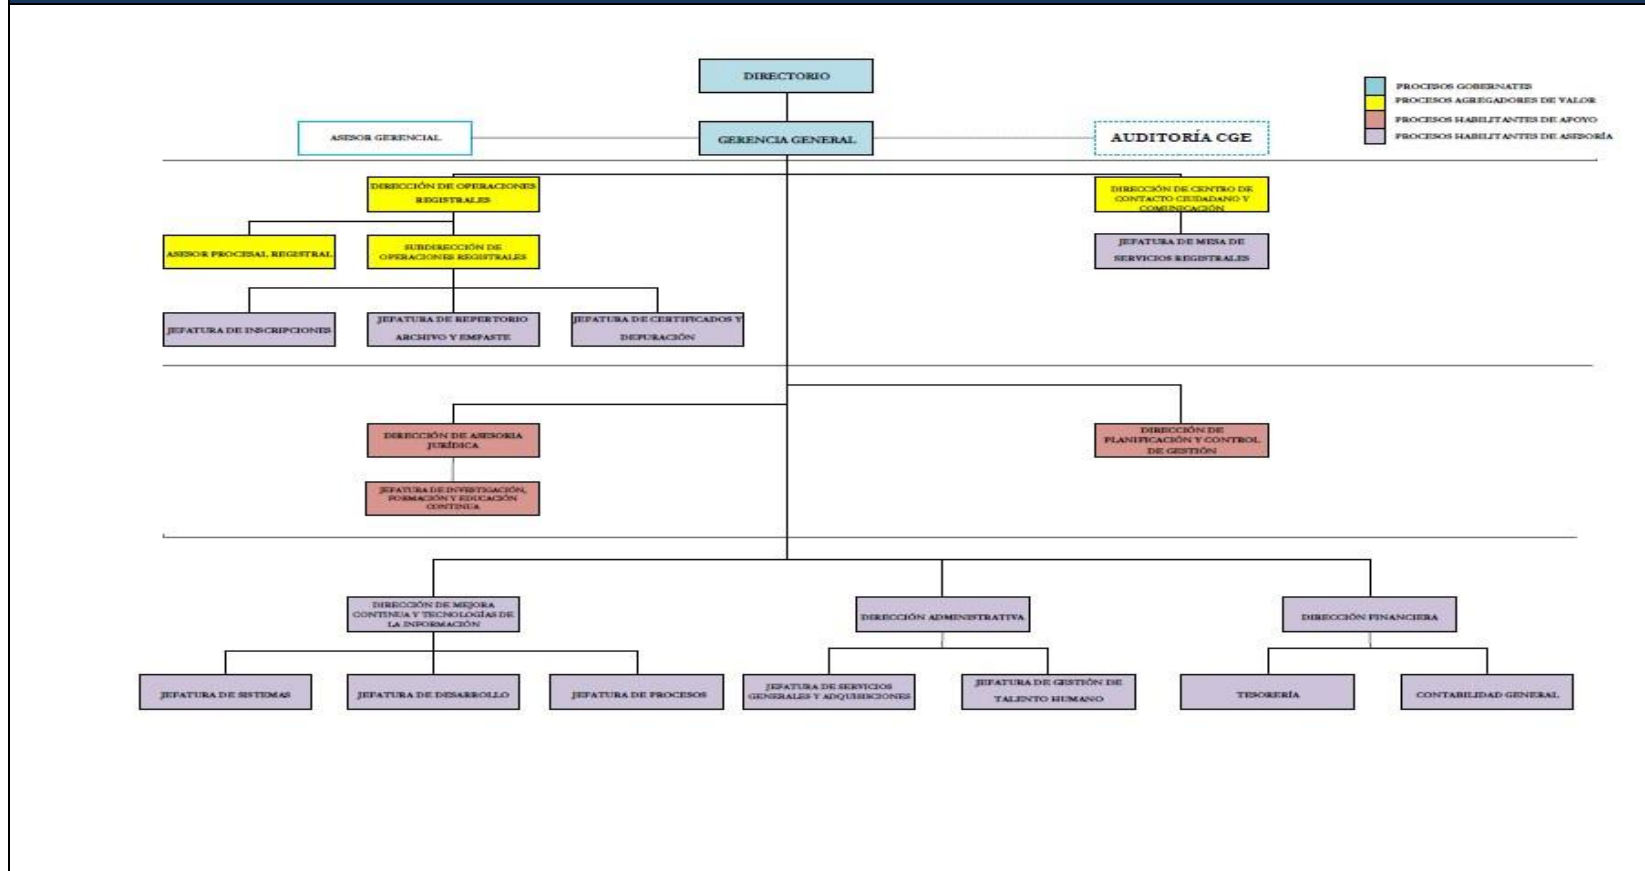 DIRECTORIO
PROCESOS GOBERNATES
PROCESOS AGREGADORES DE VALOR
PROCESOS HABILITANTES DE APOYO
PROCESOS HABILITANTES DE ASESORÍA
ASESOR GERENCIAL
GERENCIA GENERAL
AUDITORÍA CGE
DIRECCIÓN DE OPERACIONES
REGISTRALES
DIRECCIÓN DE CENTRO DE
CONTACTO CIUDADANO Y
COMUNICACIÓN
ASESOR PROCESAL REGISTRAL
SUBDIRECCIÓN DE
OPERACIONES REGISTRALES
JEFATURA DE MESA DE
SERVICIOS REGISTRALES
JEFATURA DE INSCRIPCIONES
JEFATURA DE REPERTORIO
ARCHIVO Y EMPASTE
JEFATURA DE CERTIFICADOS Y
DEPURACIÓN
DIRECCIÓN DE ASESORIA
JURÍDICA
DIRECCIÓN DE
PLANIFICACIÓN Y CONTROL
DE GESTIÓN
JEFATURA DE INVESTIGACIÓN,
FORMACIÓN Y EDUCACIÓN
CONTINUA
DIRECCIÓN DE MEJORA
CONTINUA Y TECNOLOGÍAS DE
LA INFORMACIÓN
DIRECCIÓN ADMINISTRATIVA
DIRECCIÓN FINANCIERA
JEFATURA DE SISTEMAS
JEFATURA DE DESARROLLO
JEFATURA DE PROCESOS
JEFATURA DE SERVICIOS
GENERALES Y ADQUISICIONES
JEFATURA DE GESTIÓN DE
TALENTO HUMANO
TESORERÍA
CONTABILIDAD GENERAL